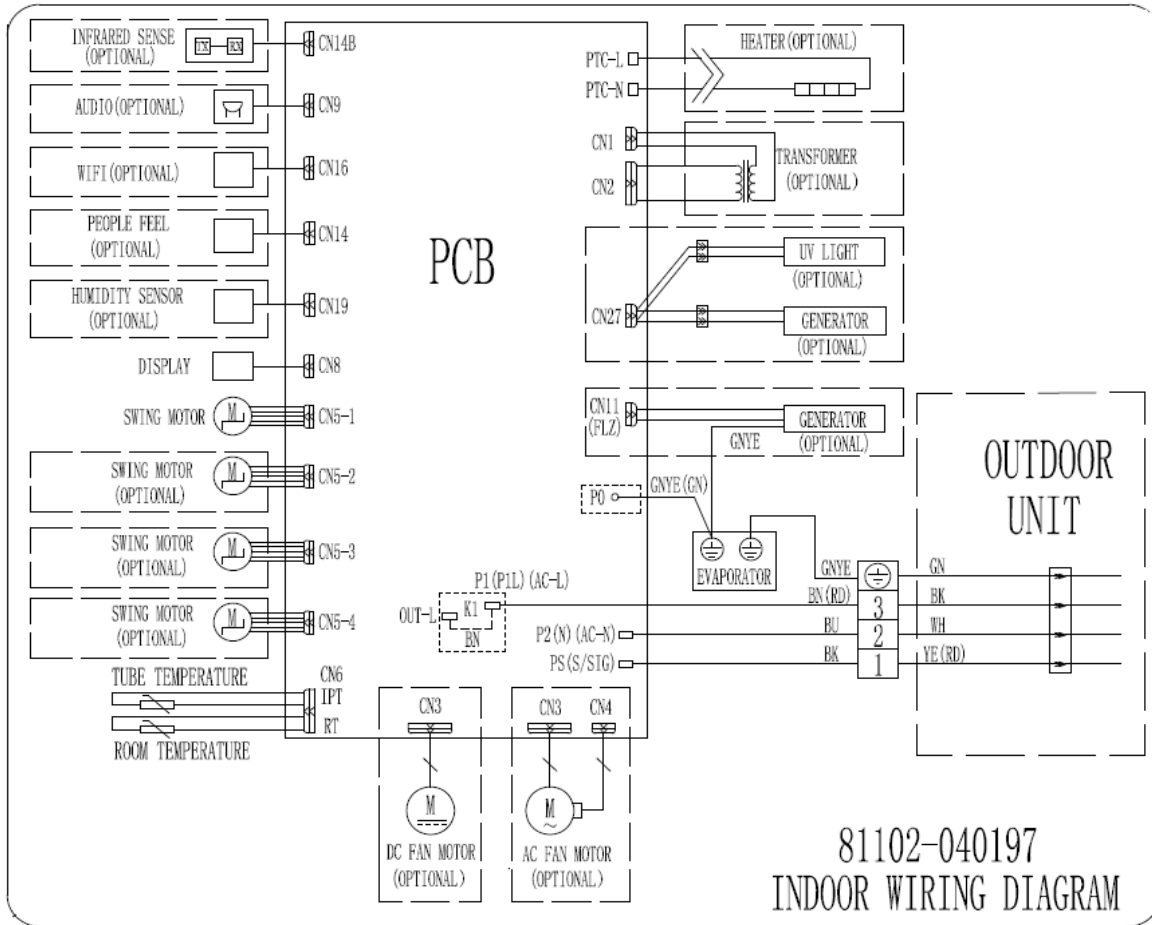 INFRARED SENSE
(OPTIONAL)
TX
RX
CN14B
AUDIO(OPTIONAL)
CN9
WIFI(OPTIONAL)
CN16
PEOPLE FEEL
(OPTIONAL)
CN14
HUMIDITY SENSOR
(OPTIONAL)
CN19
DISPLAY
CN8
SWING MOTOR
M
CN5-1
SWING MOTOR
(OPTIONAL)
M
CN5-2
SWING MOTOR
(OPTIONAL)
M
CN5-3
SWING MOTOR
(OPTIONAL)
M
CN5-4
TUBE TEMPERATURE
CN6
IPT
RT
ROOM TEMPERATURE
PCB
PTC-L
PTC-N
HEATER(OPTIONAL)
CN1
CN2
TRANSFORMER
(OPTIONAL)
CN27
UV LIGHT
(OPTIONAL)
GENERATOR
(OPTIONAL)
CN11
(FLZ)
GENERATOR
(OPTIONAL)
GNYE
P0
GNYE(GN)
EVAPORATOR
P1(P1L)(AC-L)
OUT-L
K1
BN
P2(N)(AC-N)
PS(S/SIG)
GNYE
BN(RD)
BU
BK
3
2
1
GN
BK
WH
YE(RD)
OUTDOOR
UNIT
CN3
M
DC FAN MOTOR
(OPTIONAL)
CN3
CN4
M
~
AC FAN MOTOR
(OPTIONAL)
81102-040197
INDOOR WIRING DIAGRAM